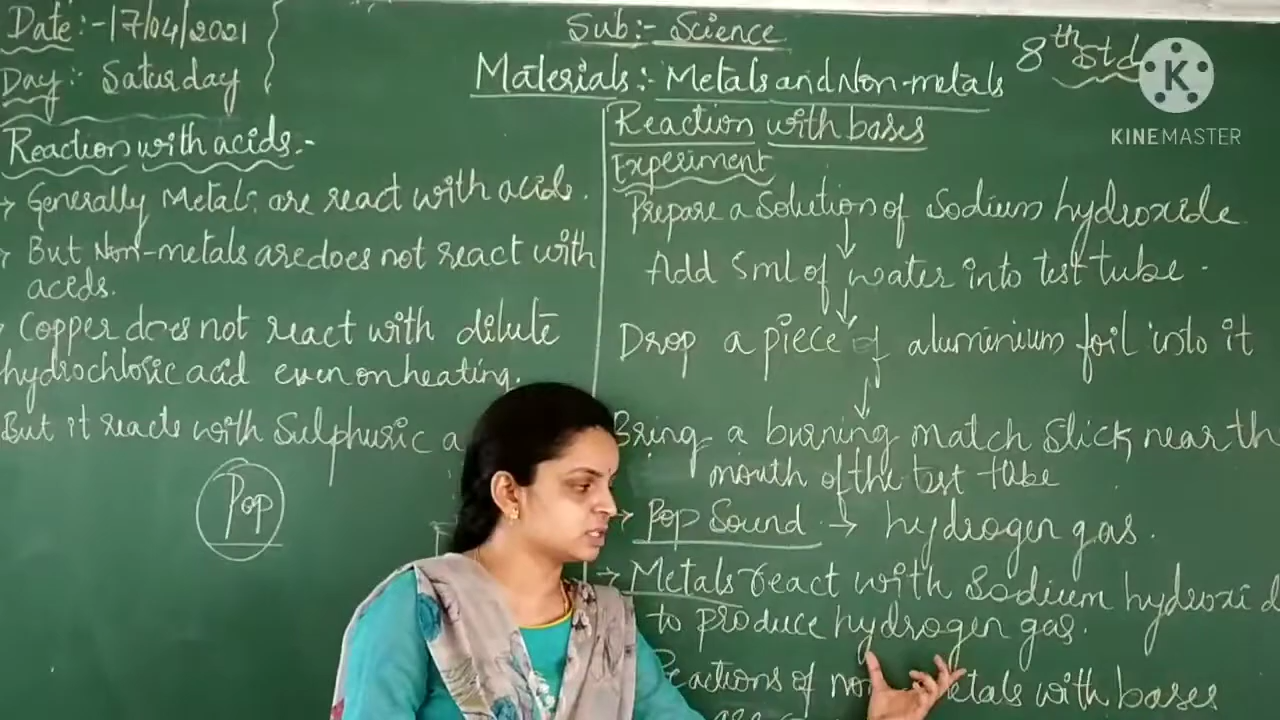 Date:-17/04/2021
Day:- Saturday
Sub:- Science
8th Std
Materials:- Metals and Non-metals
K
KINEMASTER
Reaction with acids.-
→ Generally Metals are react with acids.
→ But Non-metals are does not react with
acids.
→ Copper does not react with dilute
hydrochloric acid even on heating.
But it reacts with Sulphuric
Pop
Reaction with bases
Experiment
Prepare a Solution of Sodium hydroxide
↓
Add 5ml of water into test tube.
↓
Drop a piece of aluminium foil into it
↓
Bring a burning match stick near th
mouth of the test tube
→ Pop Sound → hydrogen gas.
→ Metals react with Sodium hydroxid
to produce hydrogen gas.
Reactions of metals with bases
are